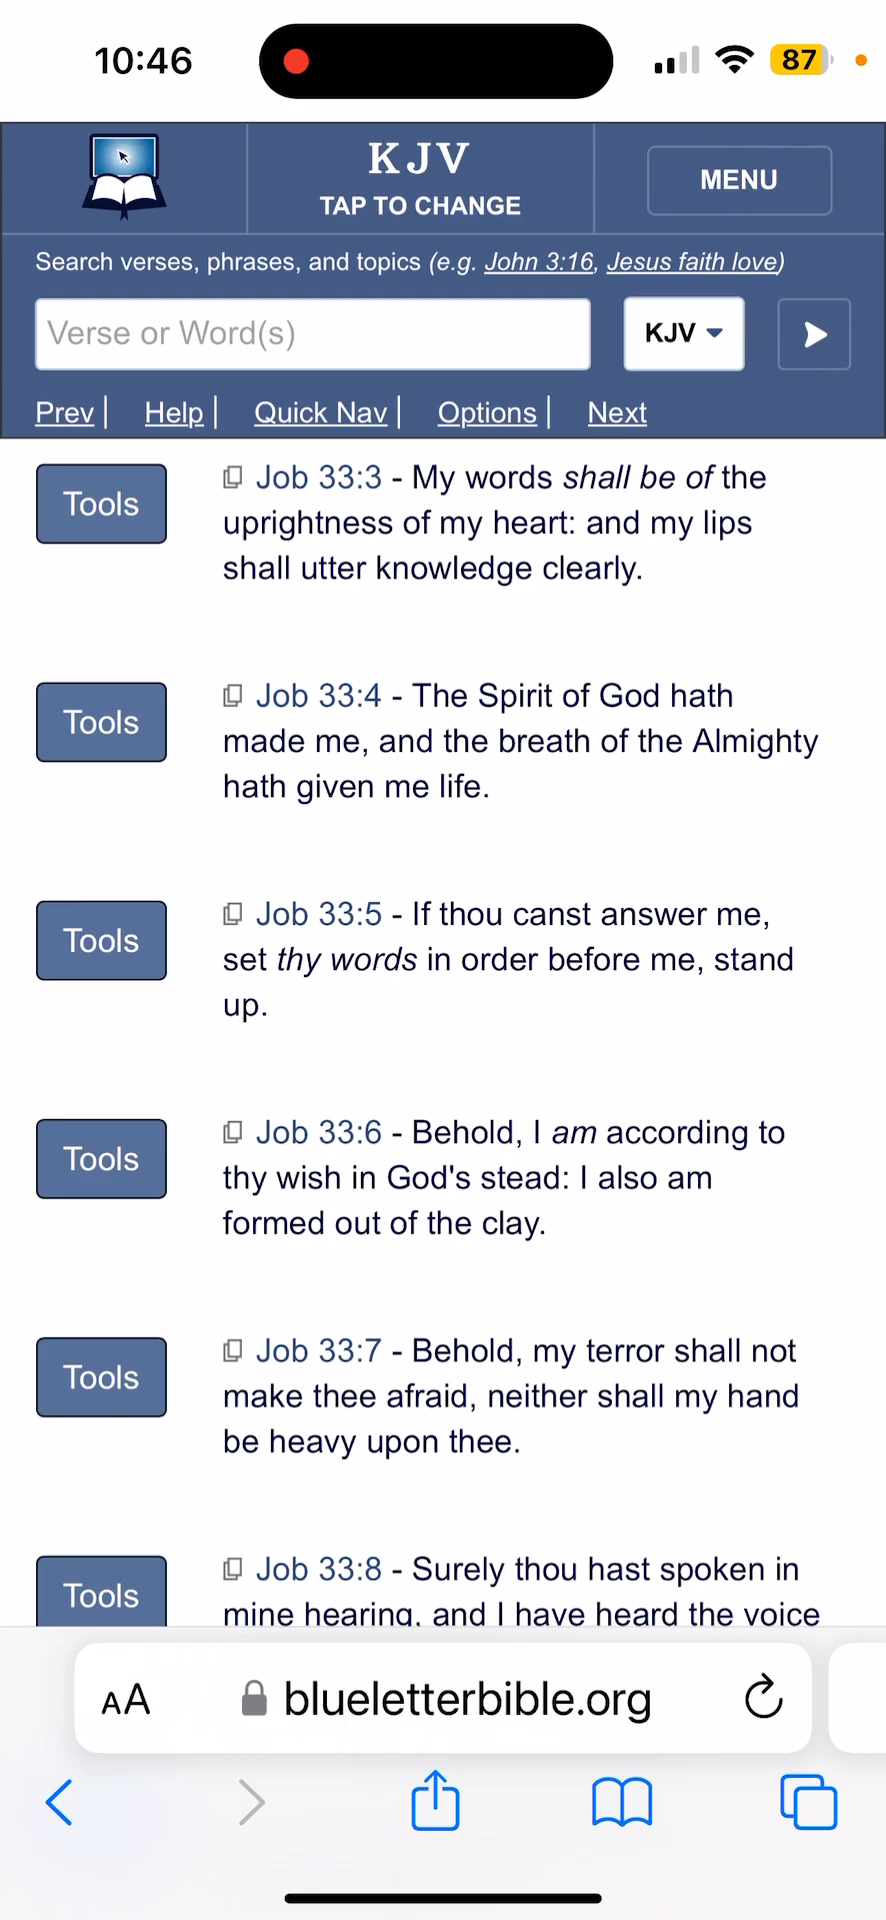 10:46
87
KJV
TAP TO CHANGE
MENU
Search verses, phrases, and topics (e.g. John 3:16, Jesus faith love)
Verse or Word(s)
KJV
Prev | Help | Quick Nav | Options | Next
Tools
Job 33:3 - My words shall be of the
uprightness of my heart: and my lips
shall utter knowledge clearly.
Tools
Job 33:4 - The Spirit of God hath
made me, and the breath of the Almighty
hath given me life.
Tools
Job 33:5 - If thou canst answer me,
set thy words in order before me, stand
up.
Tools
Job 33:6 - Behold, I am according to
thy wish in God's stead: I also am
formed out of the clay.
Tools
Job 33:7 - Behold, my terror shall not
make thee afraid, neither shall my hand
be heavy upon thee.
Tools
Job 33:8 - Surely thou hast spoken in
mine hearing, and I have heard the voice
AA blueletterbible.org